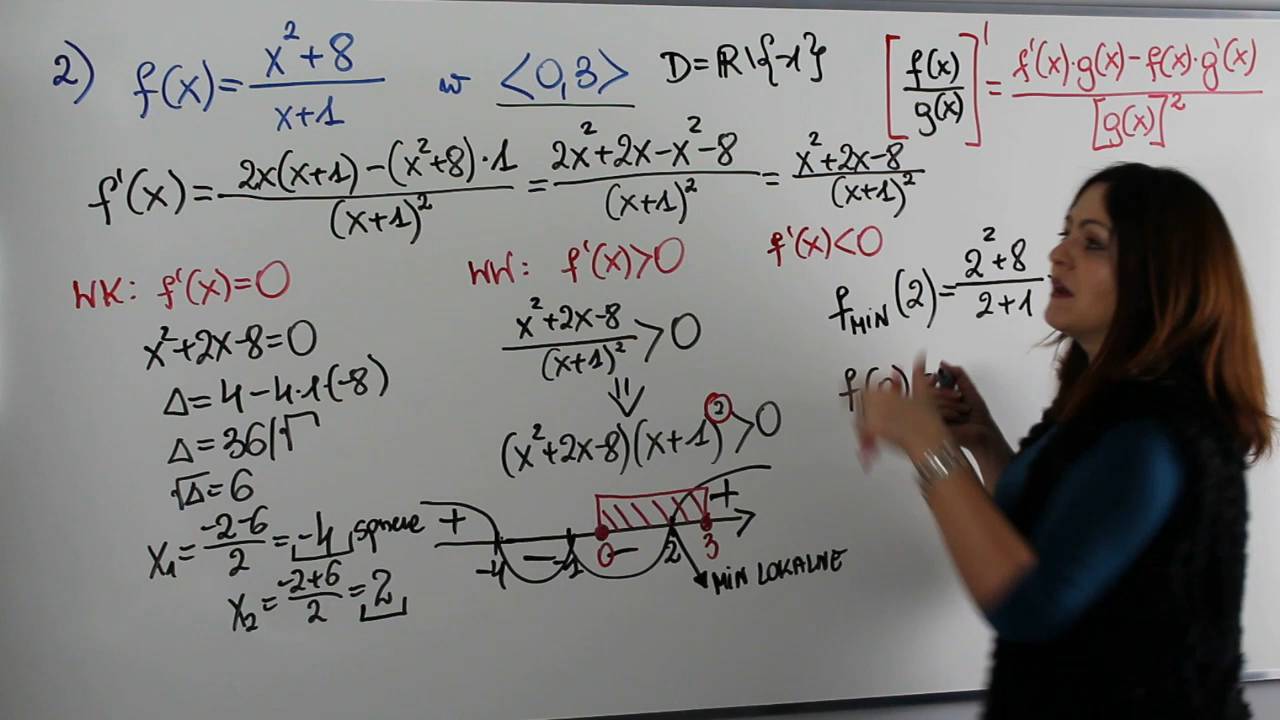 2) f(x)= (x²+8)/(x+1) w <0,3> D=ℝ\{-1} [f(x)/g(x)]' = (f'(x)·g(x)-f(x)·g'(x))/[g(x)]²
f'(x)= (2x(x+1)-(x²+8)·1)/(x+1)² = (2x²+2x-x²-8)/(x+1)² = (x²+2x-8)/(x+1)²
WK: f'(x)=0
x²+2x-8=0
Δ=4-4·1(-8)
Δ=36|√
√Δ=6
x₁= (-2-6)/2 =-4
x₂= (-2+6)/2 =2
WW: f'(x)>0 f'(x)<0
(x²+2x-8)/(x+1)² >0
(x²+2x-8)(x+1)²>0
+ - - +
-4 -1 0 2 3
MIN LOKALNE
f MIN (2)= (2²+8)/(2+1)